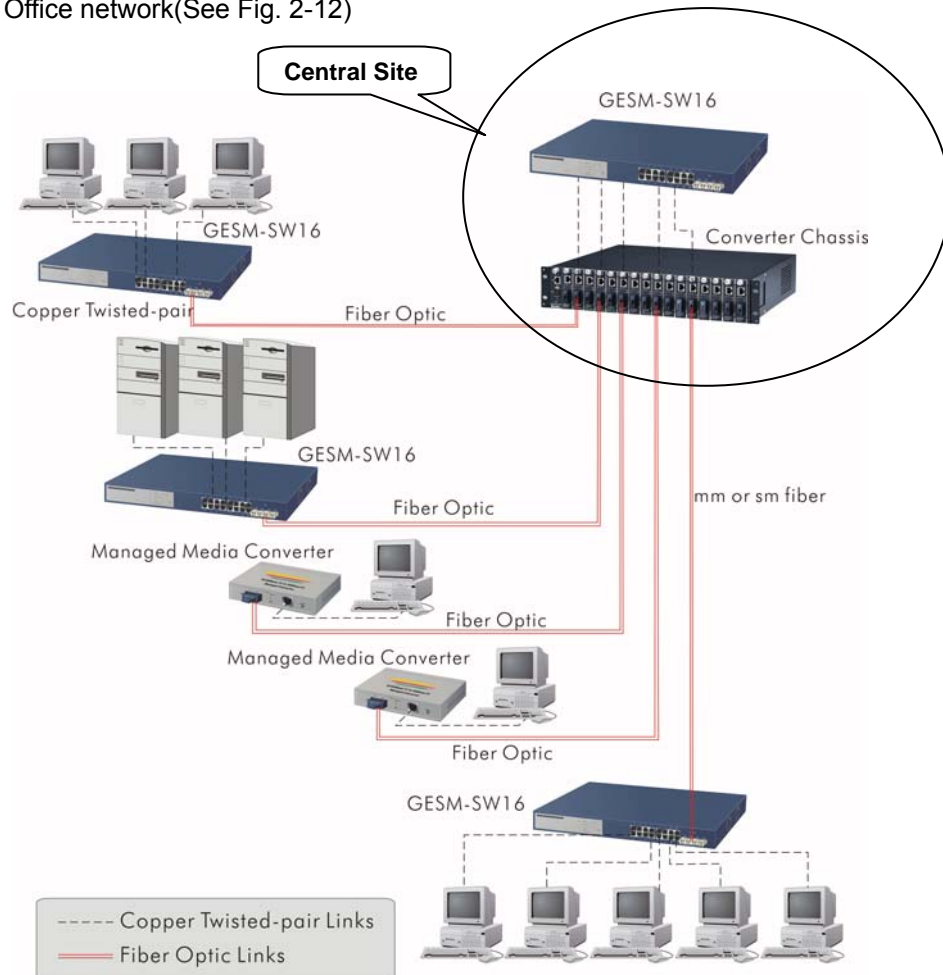 Office network(See Fig. 2-12)
Central Site
GESM-SW16
GESM-SW16
Converter Chassis
Copper Twisted-pair
Fiber Optic
GESM-SW16
Fiber Optic
mm or sm fiber
Managed Media Converter
Fiber Optic
Managed Media Converter
Fiber Optic
GESM-SW16
Copper Twisted-pair Links
Fiber Optic Links